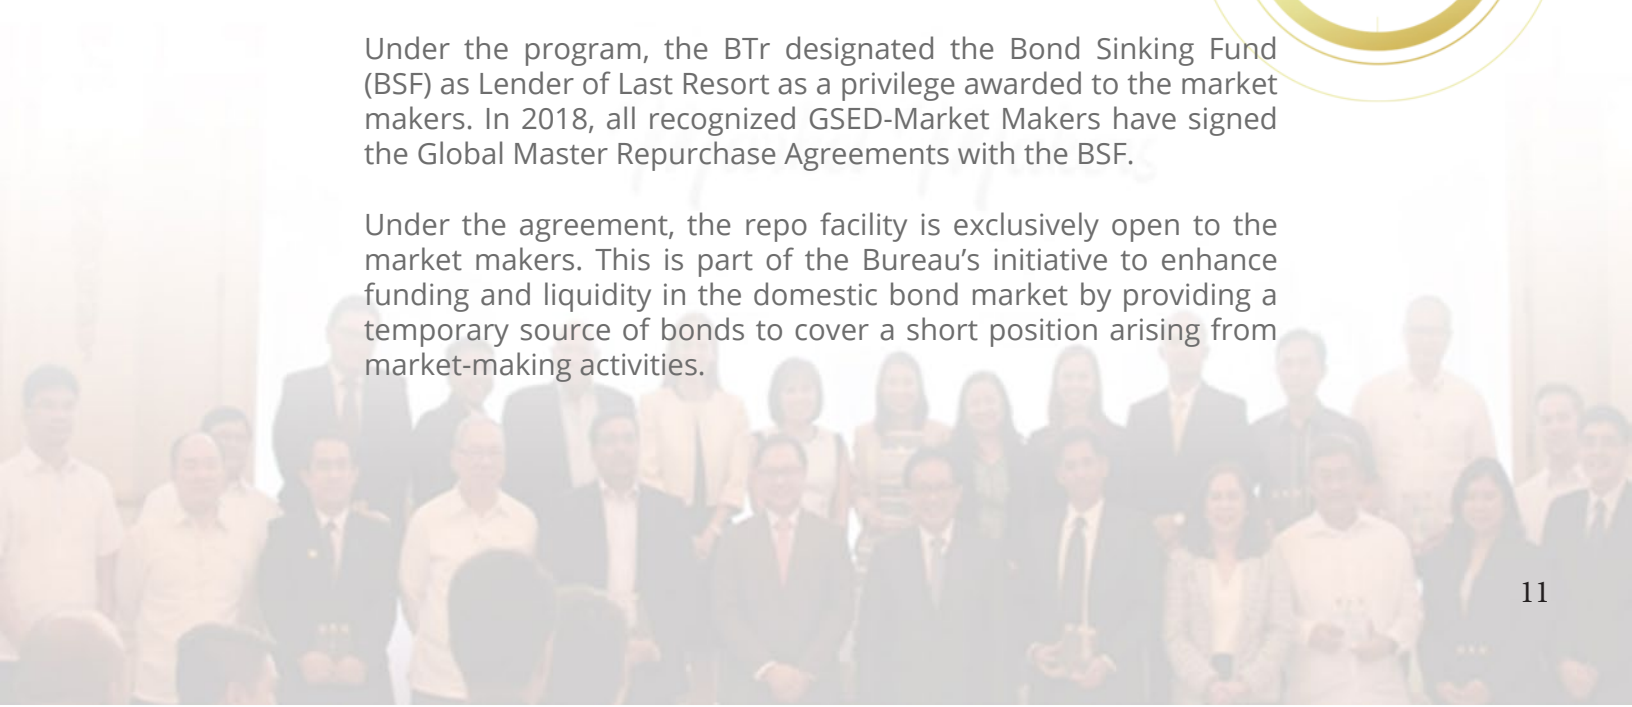 Under the program, the BTr designated the Bond Sinking Fund
(BSF) as Lender of Last Resort as a privilege awarded to the market
makers. In 2018, all recognized GSED-Market Makers have signed
the Global Master Repurchase Agreements with the BSF.
Under the agreement, the repo facility is exclusively open to the
market makers. This is part of the Bureau’s initiative to enhance
funding and liquidity in the domestic bond market by providing a
temporary source of bonds to cover a short position arising from
market-making activities.
11